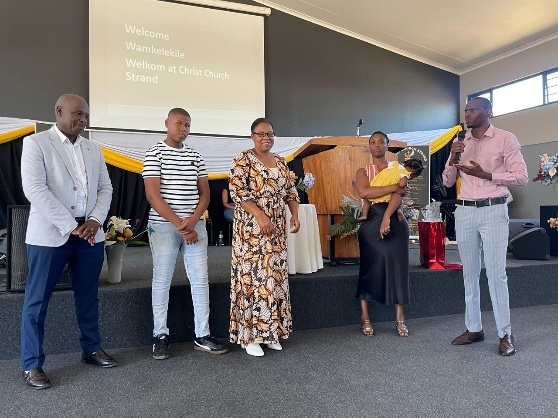 Welcome
Wamkelekile
Welkom at Christ Church
Strand